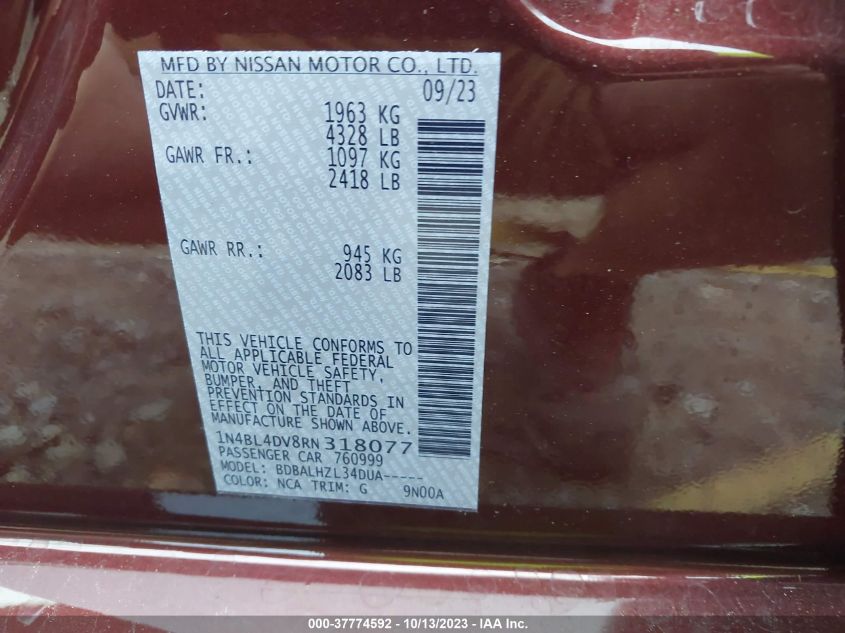 MFD BY NISSAN MOTOR CO., LTD.
DATE: 09/23
GVWR: 1963 KG
4328 LB
GAWR FR.: 1097 KG
2418 LB
GAWR RR.: 945 KG
2083 LB
THIS VEHICLE CONFORMS TO
ALL APPLICABLE FEDERAL
MOTOR VEHICLE SAFETY,
BUMPER, AND THEFT
PREVENTION STANDARDS IN
EFFECT ON THE DATE OF
MANUFACTURE SHOWN ABOVE.
1N4BL4DV8RN318077
PASSENGER CAR 760999
MODEL: BDBALHZL34DUA-----
COLOR: NCA TRIM: G 9N00A
000-37774592 - 10/13/2023 - IAA Inc.